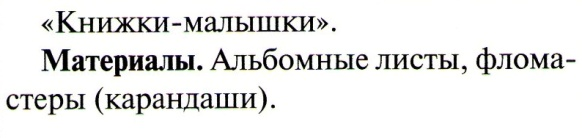 «Книжки-малышки».
Материалы. Альбомные листы, флома-
стеры (карандаши).